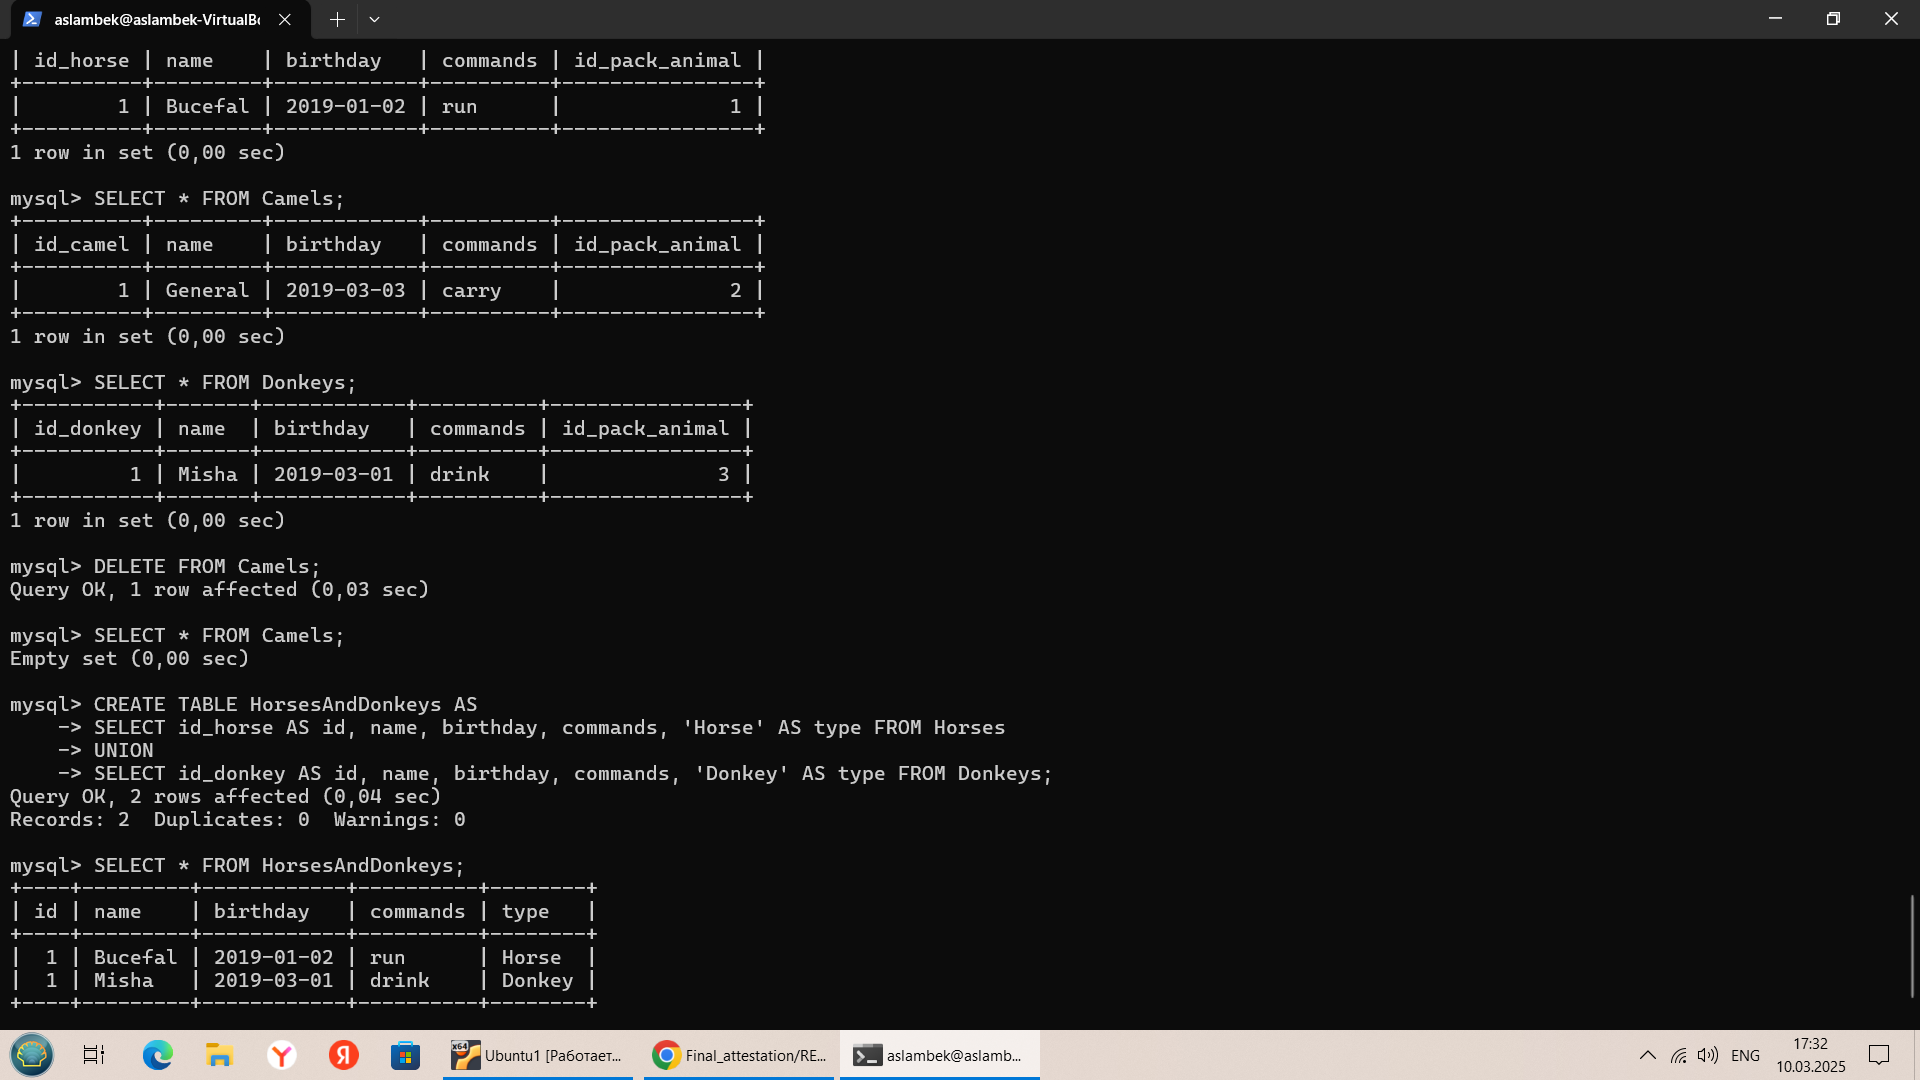 aslambek@aslambek-VirtualBo
| id_horse | name    | birthday   | commands | id_pack_animal |
+----------+---------+------------+----------+----------------+
|        1 | Bucefal | 2019-01-02 | run      |              1 |
+----------+---------+------------+----------+----------------+
1 row in set (0,00 sec)
mysql> SELECT * FROM Camels;
+----------+---------+------------+----------+----------------+
| id_camel | name    | birthday   | commands | id_pack_animal |
+----------+---------+------------+----------+----------------+
|        1 | General | 2019-03-03 | carry    |              2 |
+----------+---------+------------+----------+----------------+
1 row in set (0,00 sec)
mysql> SELECT * FROM Donkeys;
+-----------+-------+------------+----------+----------------+
| id_donkey | name  | birthday   | commands | id_pack_animal |
+-----------+-------+------------+----------+----------------+
|         1 | Misha | 2019-03-01 | drink    |              3 |
+-----------+-------+------------+----------+----------------+
1 row in set (0,00 sec)
mysql> DELETE FROM Camels;
Query OK, 1 row affected (0,03 sec)
mysql> SELECT * FROM Camels;
Empty set (0,00 sec)
mysql> CREATE TABLE HorsesAndDonkeys AS
    -> SELECT id_horse AS id, name, birthday, commands, 'Horse' AS type FROM Horses
    -> UNION
    -> SELECT id_donkey AS id, name, birthday, commands, 'Donkey' AS type FROM Donkeys;
Query OK, 2 rows affected (0,04 sec)
Records: 2  Duplicates: 0  Warnings: 0
mysql> SELECT * FROM HorsesAndDonkeys;
+----+---------+------------+----------+--------+
| id | name    | birthday   | commands | type   |
+----+---------+------------+----------+--------+
|  1 | Bucefal | 2019-01-02 | run      | Horse  |
|  1 | Misha   | 2019-03-01 | drink    | Donkey |
+----+---------+------------+----------+--------+
Y
Я
x64
Ubuntu1 [Работает...
Final_attestation/RE...
aslambek@aslamb...
ENG
17:32
10.03.2025